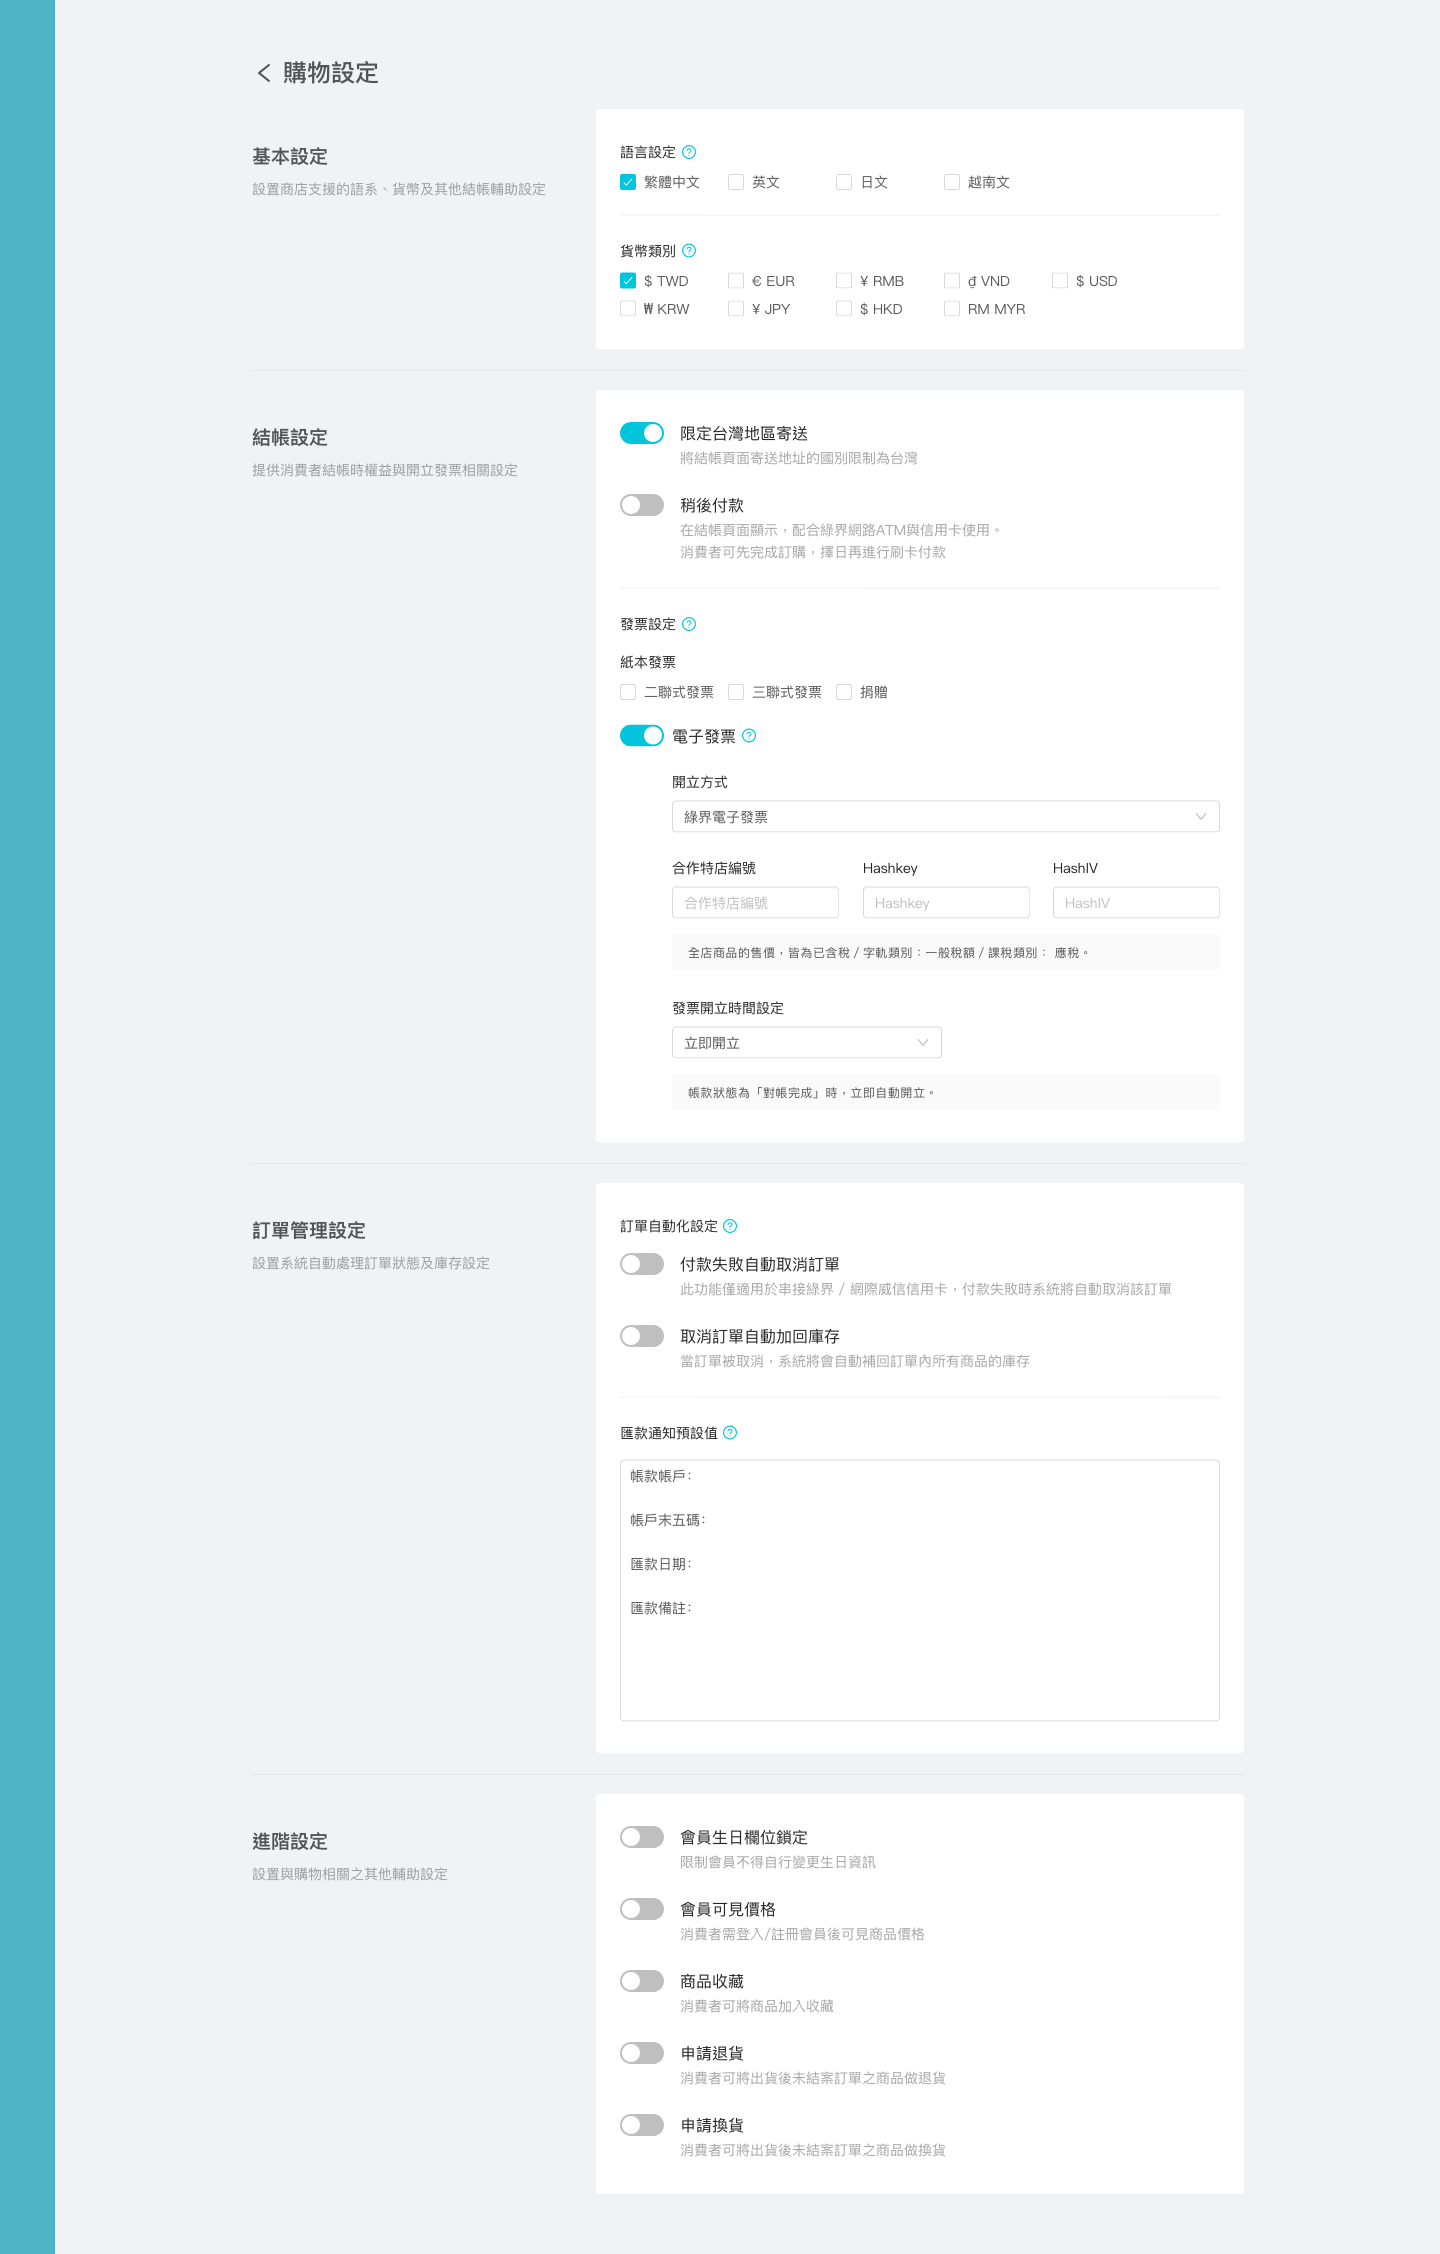 購物設定
基本設定
設置商店支援的語系、貨幣及其他結帳輔助設定
語言設定
繁體中文 英文 日文 越南文
貨幣類別
$ TWD € EUR ¥ RMB ₫ VND $ USD
₩ KRW ¥ JPY $ HKD RM MYR
結帳設定
提供消費者結帳時權益與開立發票相關設定
限定台灣地區寄送
將結帳頁面寄送地址的國別限制為台灣
稍後付款
在結帳頁面顯示，配合綠界網路ATM與信用卡使用。
消費者可先完成訂購，擇日再進行刷卡付款
發票設定
紙本發票
二聯式發票 三聯式發票 捐贈
電子發票
開立方式
綠界電子發票
合作特店編號 Hashkey HashIV
合作特店編號 Hashkey HashIV
全店商品的售價，皆為已含稅 / 字軌類別：一般稅額 / 課稅類別： 應稅。
發票開立時間設定
立即開立
帳款狀態為「對帳完成」時，立即自動開立。
訂單管理設定
設置系統自動處理訂單狀態及庫存設定
訂單自動化設定
付款失敗自動取消訂單
此功能僅適用於串接綠界 / 網際威信信用卡，付款失敗時系統將自動取消該訂單
取消訂單自動加回庫存
當訂單被取消，系統將會自動補回訂單內所有商品的庫存
匯款通知預設值
帳款帳戶：
帳戶末五碼：
匯款日期：
匯款備註：
進階設定
設置與購物相關之其他輔助設定
會員生日欄位鎖定
限制會員不得自行變更生日資訊
會員可見價格
消費者需登入/註冊會員後可見商品價格
商品收藏
消費者可將商品加入收藏
申請退貨
消費者可將出貨後未結案訂單之商品做退貨
申請換貨
消費者可將出貨後未結案訂單之商品做換貨